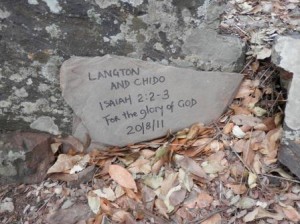 LANGTON
AND CHIDO
ISAIAH 2:2-3
FOR the glory of GOD
20/8/11